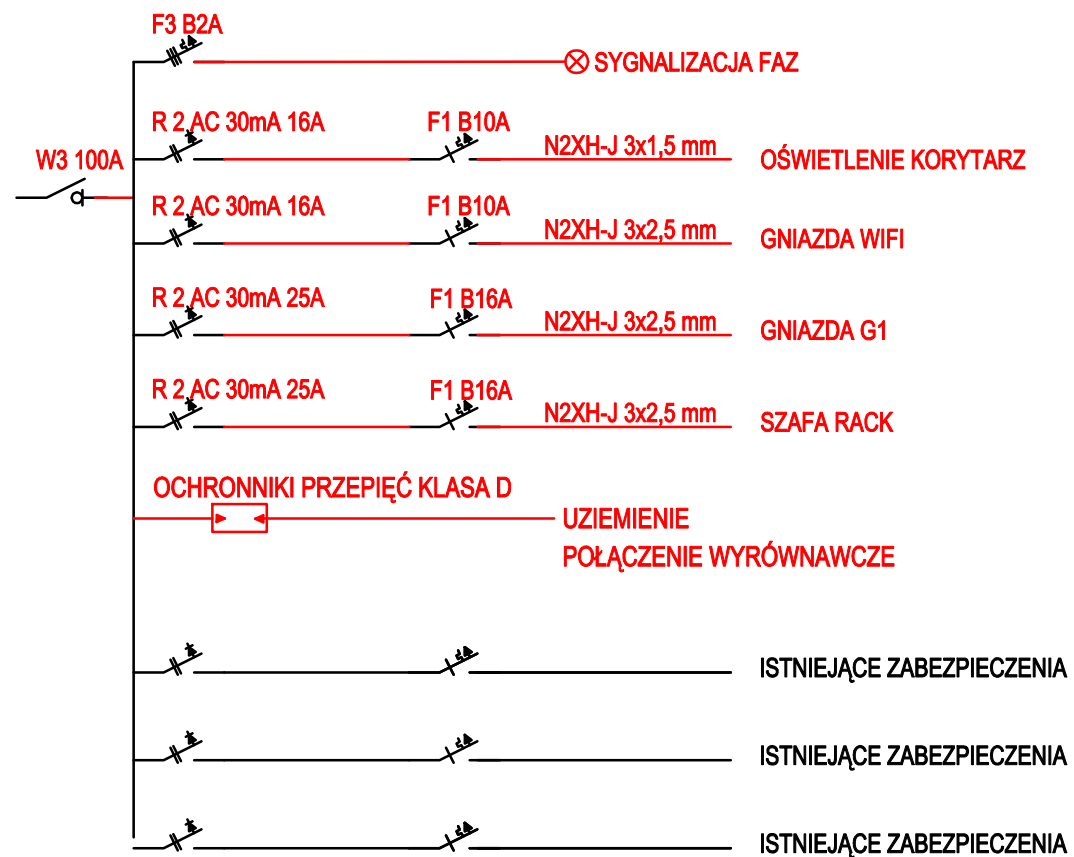 F3 B2A
SYGNALIZACJA FAZ
R 2 AC 30mA 16A
F1 B10A
N2XH-J 3x1,5 mm
OŚWIETLENIE KORYTARZ
W3 100A
R 2 AC 30mA 16A
F1 B10A
N2XH-J 3x2,5 mm
GNIAZDA WIFI
R 2 AC 30mA 25A
F1 B16A
N2XH-J 3x2,5 mm
GNIAZDA G1
R 2 AC 30mA 25A
F1 B16A
N2XH-J 3x2,5 mm
SZAFA RACK
OCHRONNIKI PRZEPIĘĆ KLASA D
UZIEMIENIE
POŁĄCZENIE WYRÓWNAWCZE
ISTNIEJĄCE ZABEZPIECZENIA
ISTNIEJĄCE ZABEZPIECZENIA
ISTNIEJĄCE ZABEZPIECZENIA